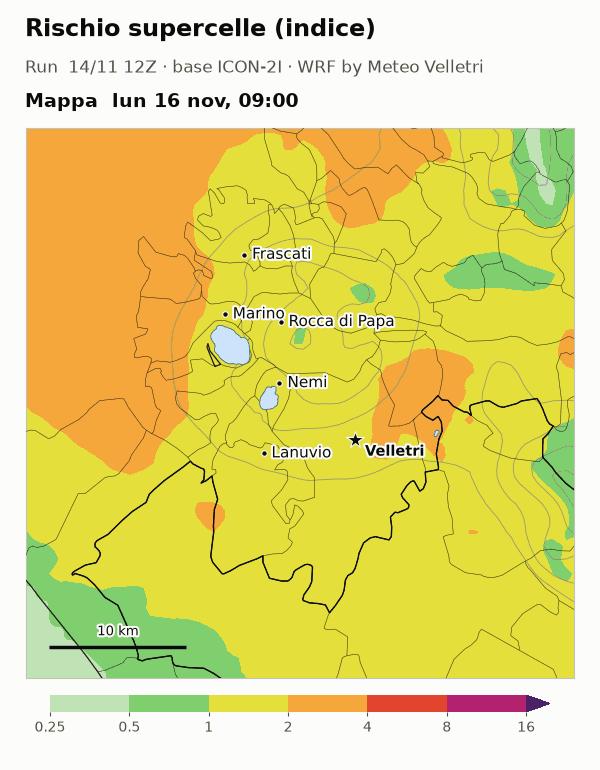 Rischio supercelle (indice)
Run  14/11 12Z · base ICON-2I · WRF by Meteo Velletri
Mappa  lun 16 nov, 09:00
Frascati
Marino
Rocca di Papa
Nemi
Velletri
Lanuvio
10 km
0.25 0.5 1 2 4 8 16